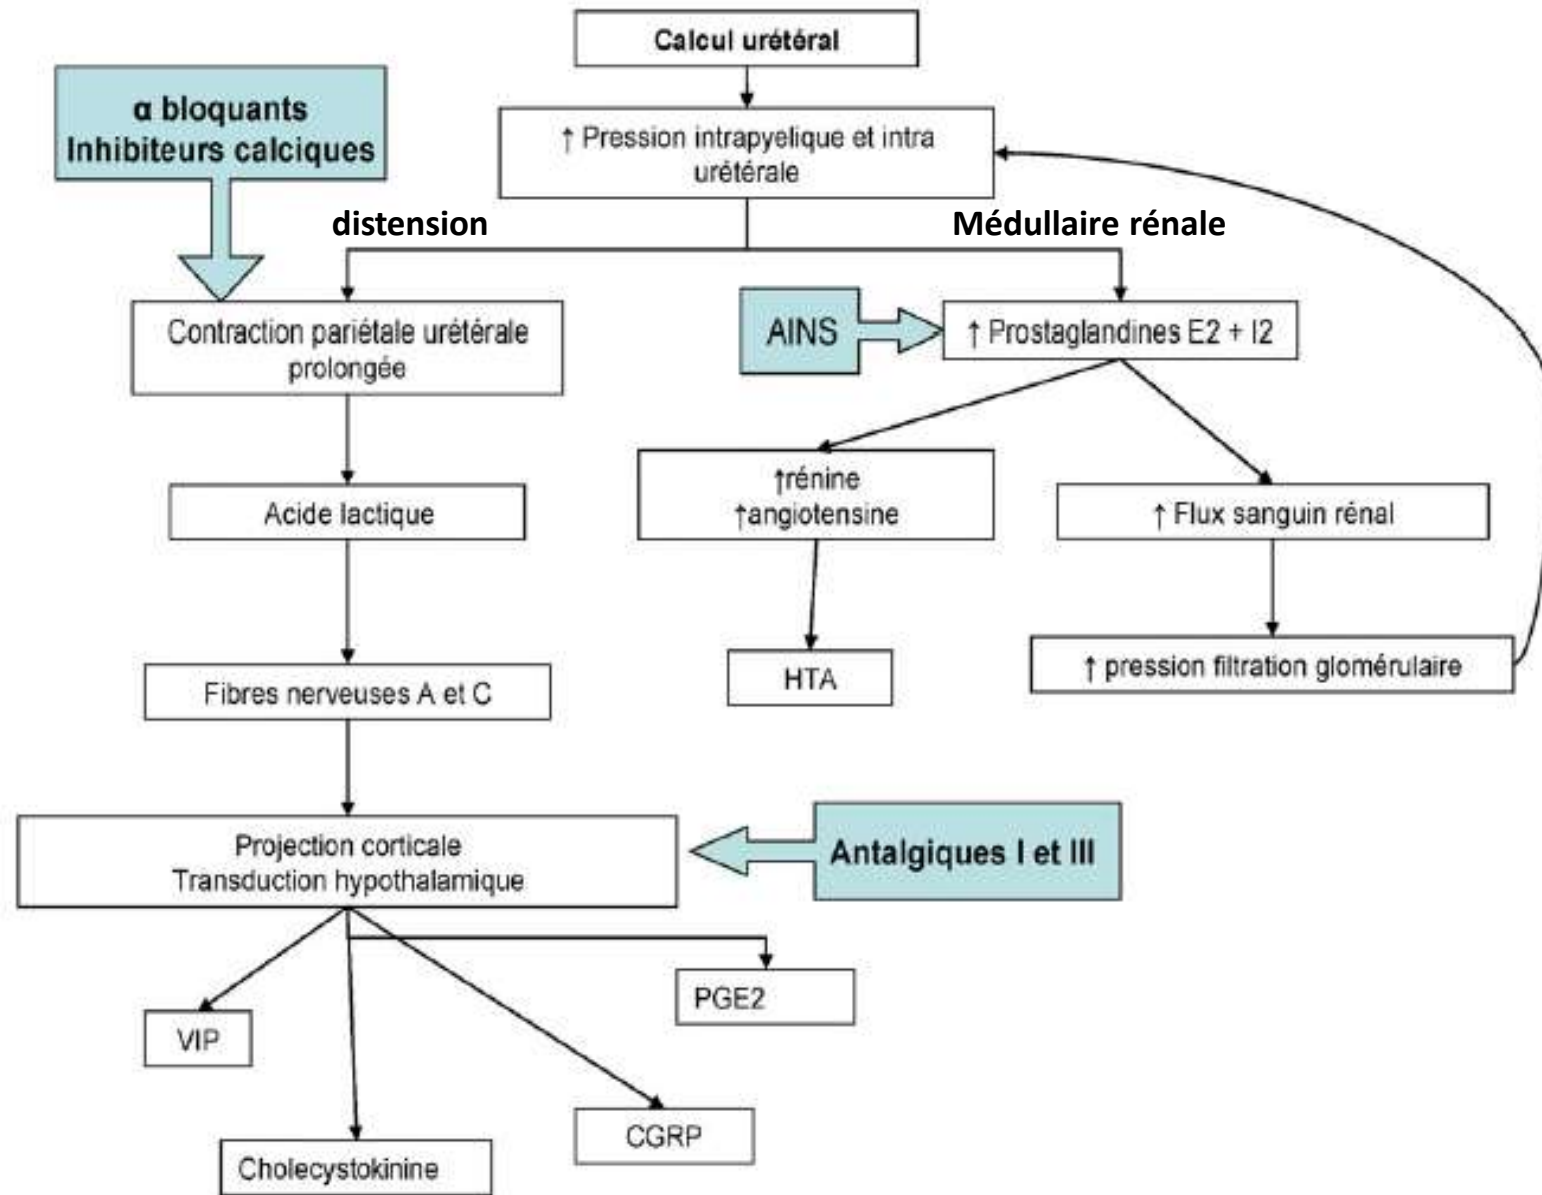 Calcul urétéral
α bloquants
Inhibiteurs calciques
↑ Pression intrapyelique et intra
urétérale
distension
Médullaire rénale
Contraction pariétale urétérale
prolongée
AINS
↑ Prostaglandines E2 + I2
Acide lactique
↑rénine
↑angiotensine
↑ Flux sanguin rénal
Fibres nerveuses A et C
HTA
↑ pression filtration glomérulaire
Projection corticale
Transduction hypothalamique
Antalgiques I et III
VIP
PGE2
Cholecystokinine
CGRP